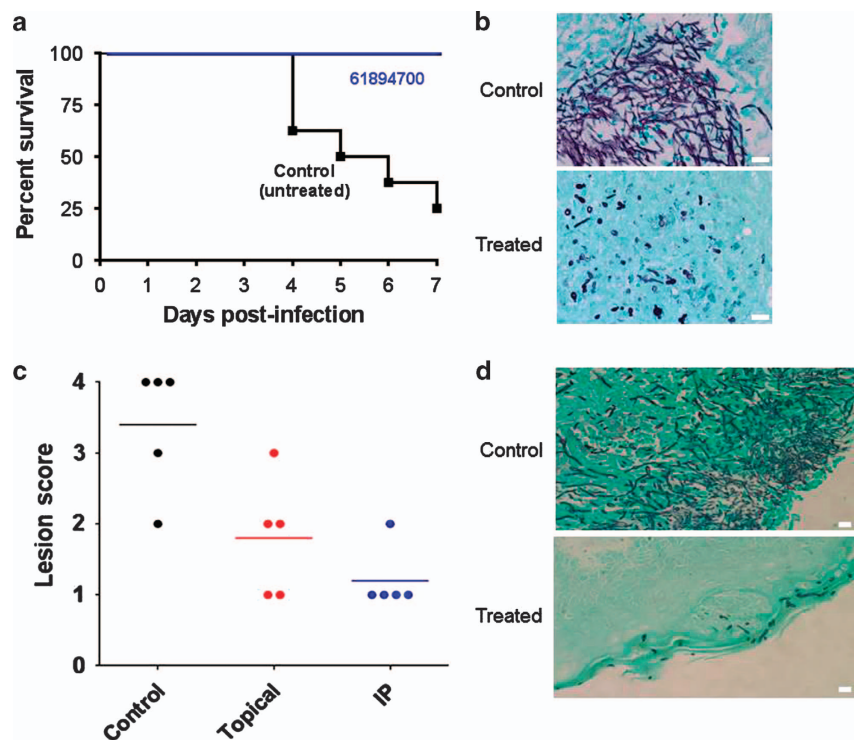 a
100
75
50
25
0
Percent survival
61894700
Control
(untreated)
0 1 2 3 4 5 6 7
Days post-infection
b
Control
Treated
c
4
3
2
1
0
Lesion score
Control Topical IP
d
Control
Treated